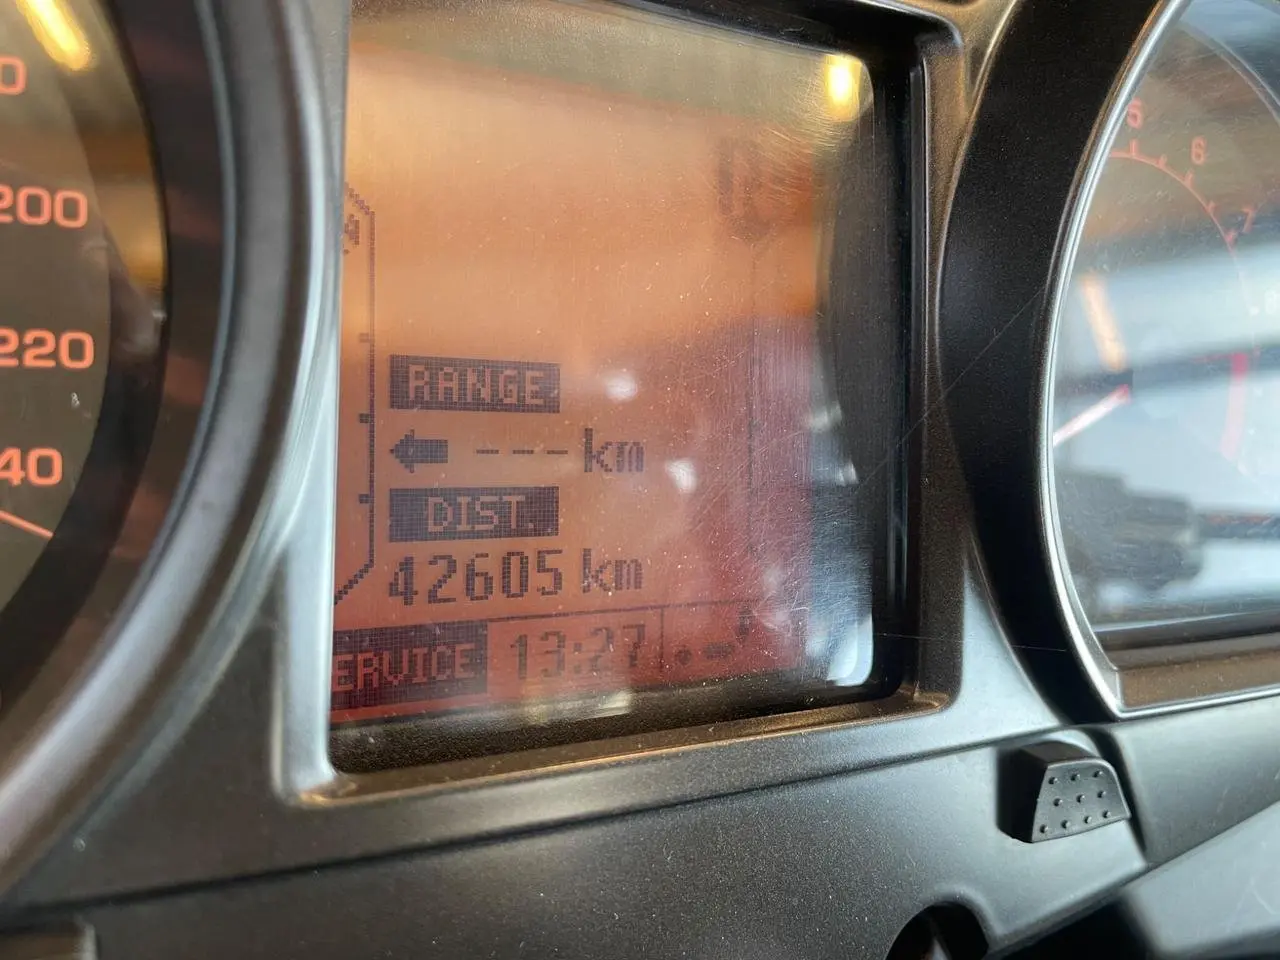 200
220
40
RANGE
--- km
DIST.
42605 km
ERVICE 13:27
5
6
7